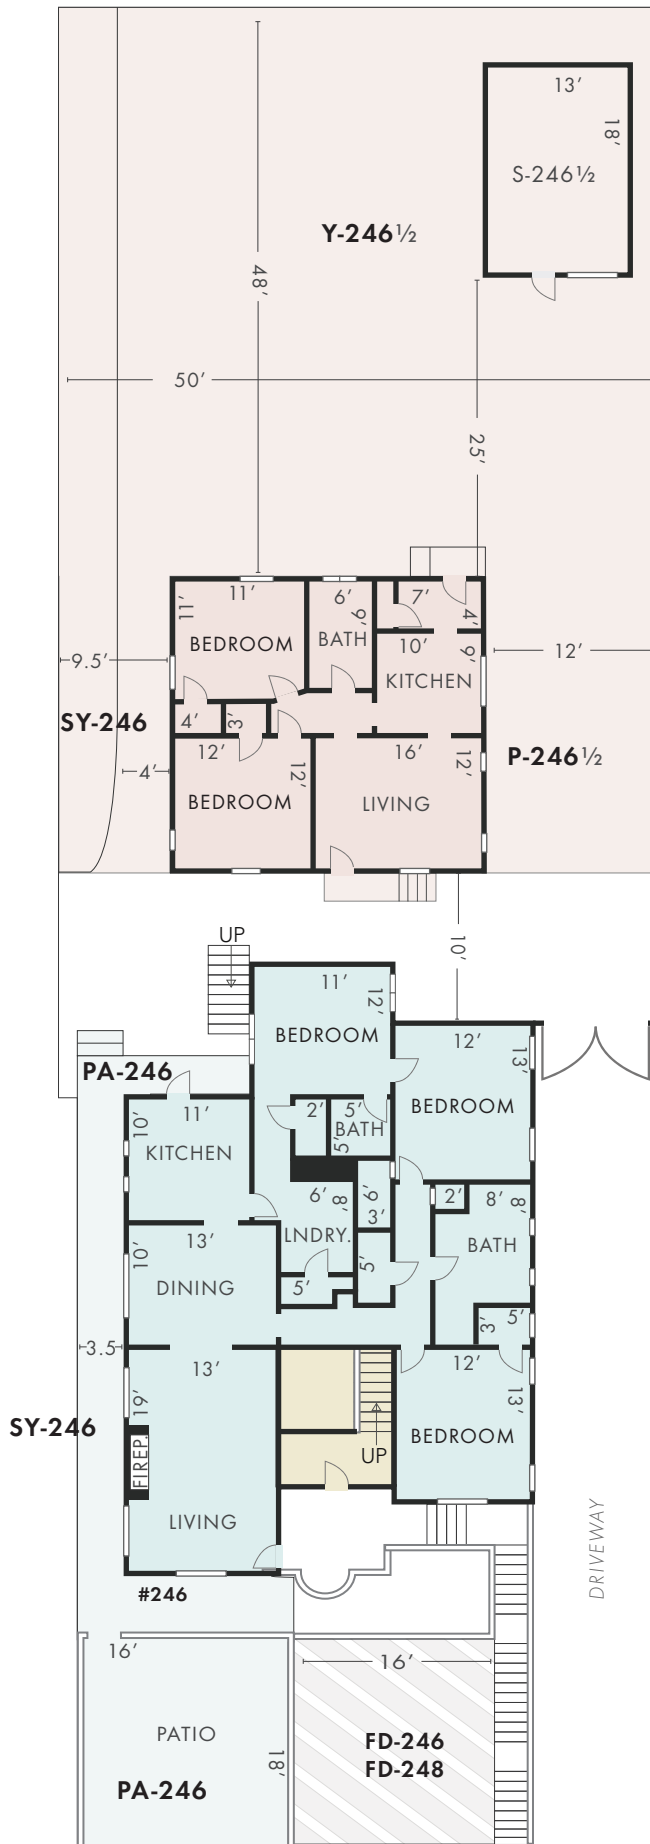 13′
18′
S-246½
Y-246½
48′
50′
25′
11′
11′
BEDROOM
6′
9′
BATH
7′
4′
10′
9′
KITCHEN
9.5′
12′
SY-246
4′
3′
4′
12′
12′
BEDROOM
16′
12′
LIVING
P-246½
UP
10′
11′
12′
BEDROOM
12′
13′
BEDROOM
PA-246
11′
10′
KITCHEN
2′
5′
5′
BATH
6′
8′
LNDRY.
6′
3′
2′
8′
8′
BATH
13′
10′
DINING
5′
5′
3′
5′
3.5
13′
19′
12′
13′
BEDROOM
SY-246
FIREP.
UP
LIVING
DRIVEWAY
#246
16′
16′
PATIO
18′
PA-246
FD-246
FD-248